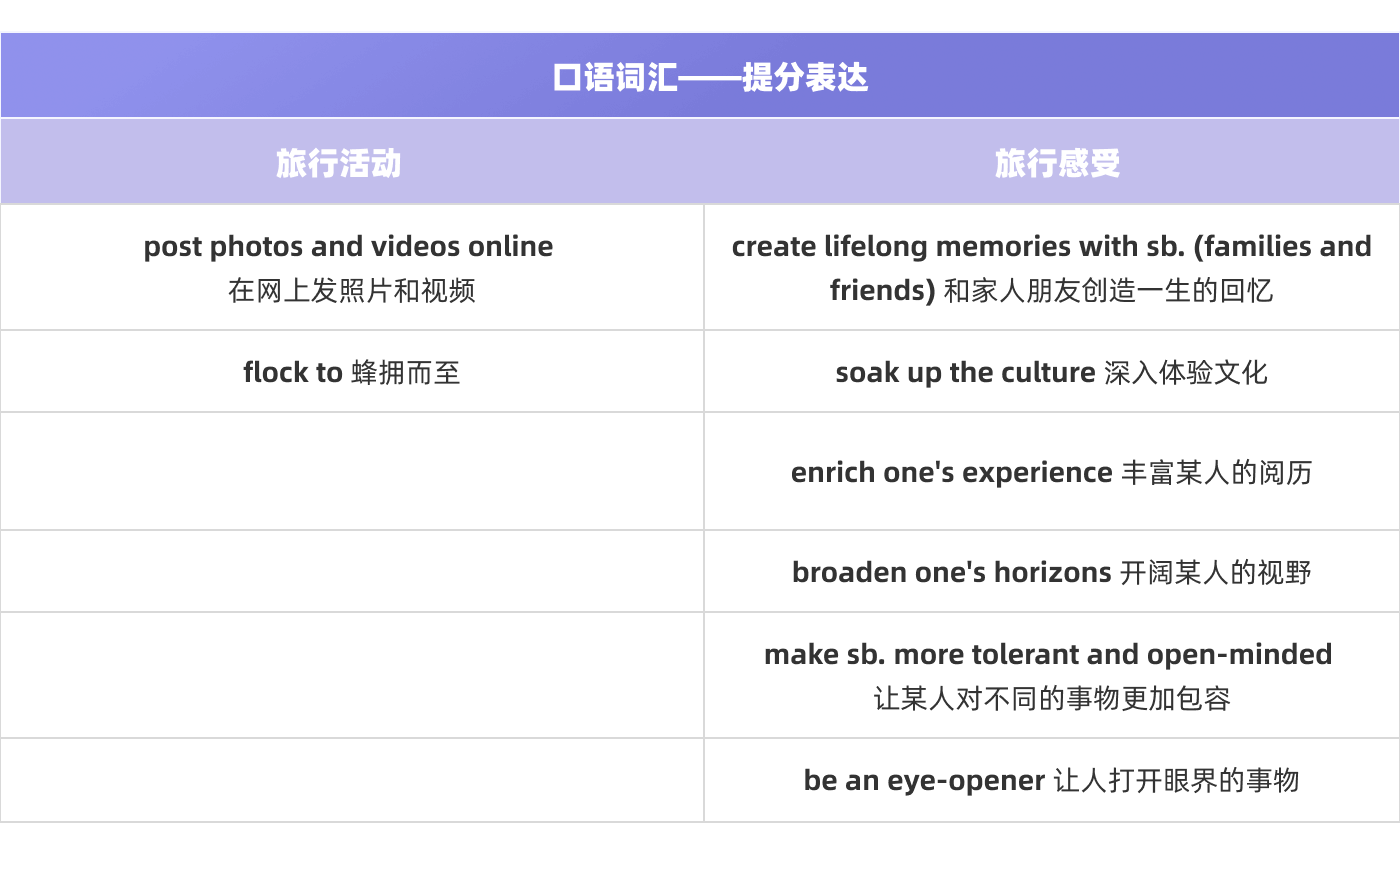 口语词汇——提分表达
旅行活动
旅行感受
post photos and videos online
在网上发照片和视频
create lifelong memories with sb. (families and
friends) 和家人朋友创造一生的回忆
flock to 蜂拥而至
soak up the culture 深入体验文化
enrich one's experience 丰富某人的阅历
broaden one's horizons 开阔某人的视野
make sb. more tolerant and open-minded
让某人对不同的事物更加包容
be an eye-opener 让人打开眼界的事物